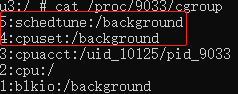 u3:/ # cat /proc/9033/cgroup
5:schedtune:/background
4:cpuset:/background
3:cpuacct:/uid_10125/pid_9033
2:cpu:/
1:blkio:/background